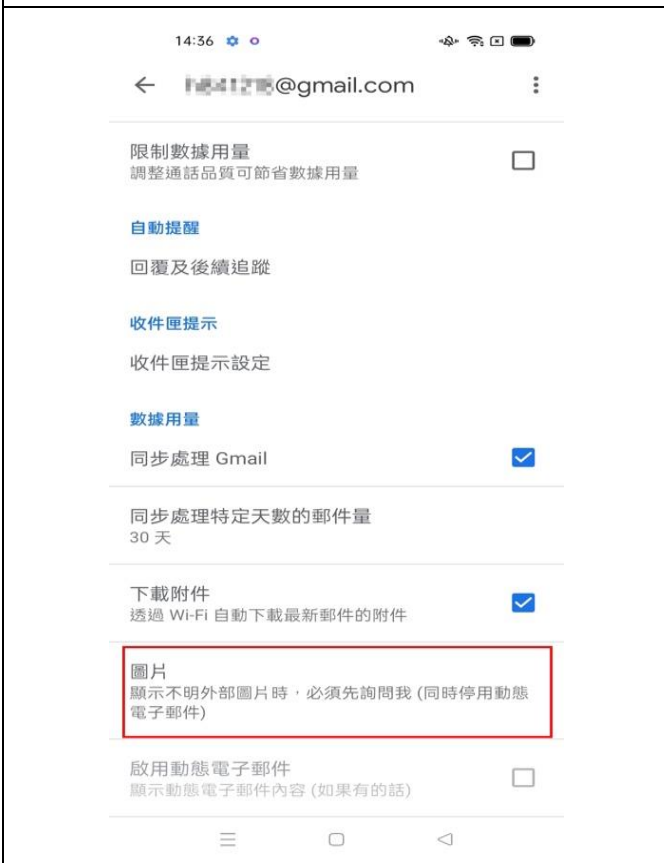 14:36
@gmail.com
限制數據用量
調整通話品質可節省數據用量
自動提醒
回覆及後續追蹤
收件匣提示
收件匣提示設定
數據用量
同步處理 Gmail
同步處理特定天數的郵件量
30 天
下載附件
透過 Wi-Fi 自動下載最新郵件的附件
圖片
顯示不明外部圖片時，必須先詢問我 (同時停用動態
電子郵件)
啟用動態電子郵件
顯示動態電子郵件內容 (如果有的話)